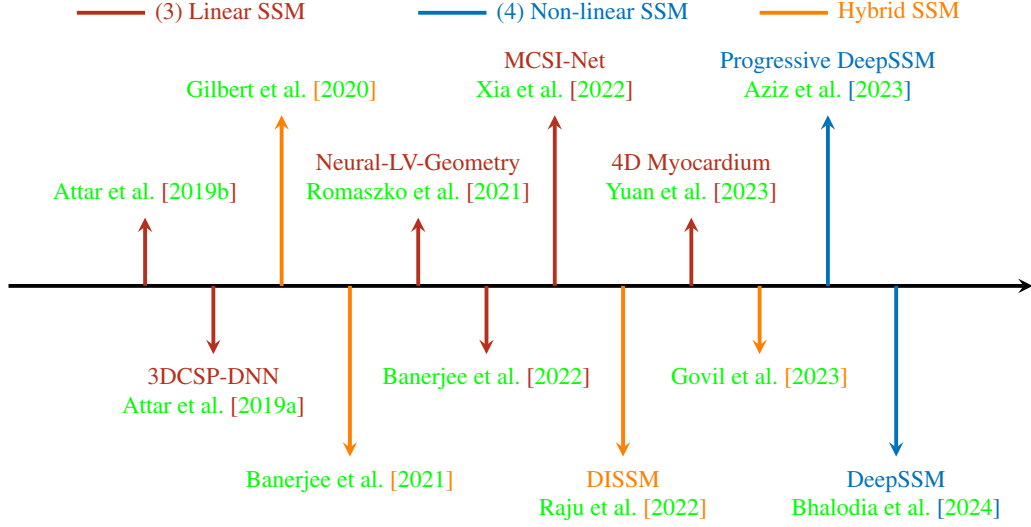 (3) Linear SSM
(4) Non-linear SSM
Hybrid SSM
MCSI-Net
Xia et al. [2022]
Progressive DeepSSM
Aziz et al. [2023]
Gilbert et al. [2020]
Neural-LV-Geometry
Romaszko et al. [2021]
4D Myocardium
Yuan et al. [2023]
Attar et al. [2019b]
3DCSP-DNN
Attar et al. [2019a]
Banerjee et al. [2022]
Govil et al. [2023]
Banerjee et al. [2021]
DISSM
Raju et al. [2022]
DeepSSM
Bhalodia et al. [2024]